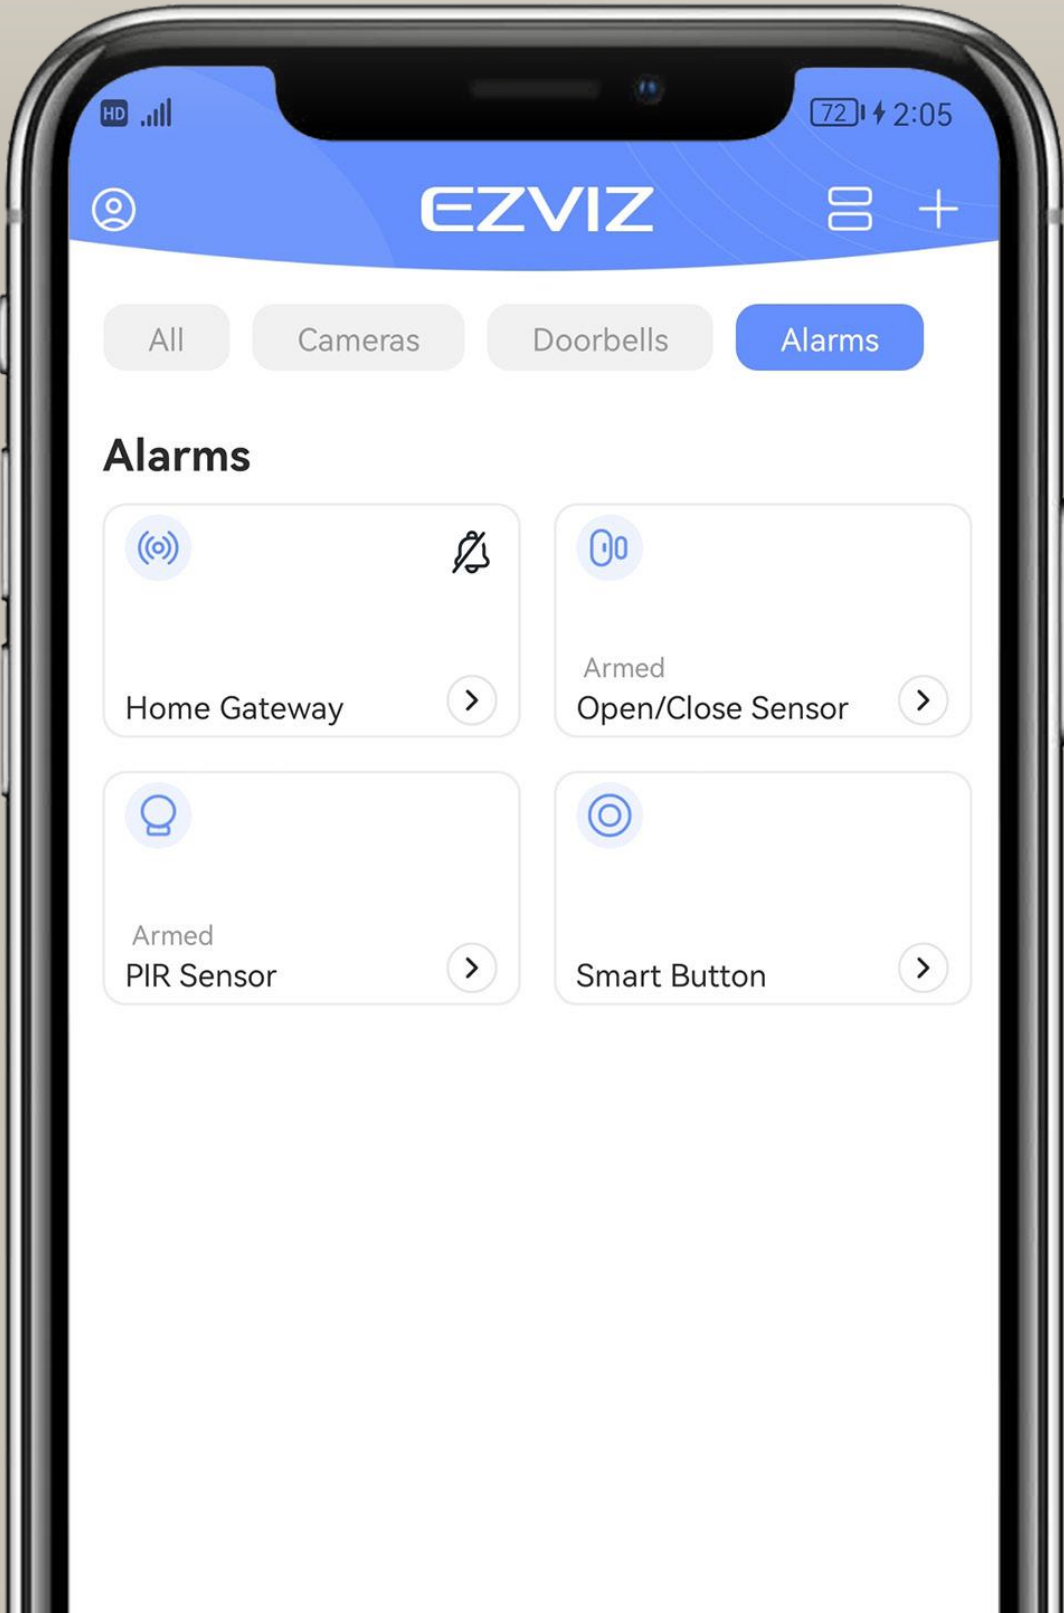 HD 72 2:05
EZVIZ
All Cameras Doorbells Alarms
Alarms
Home Gateway
Armed
Open/Close Sensor
Armed
PIR Sensor
Smart Button